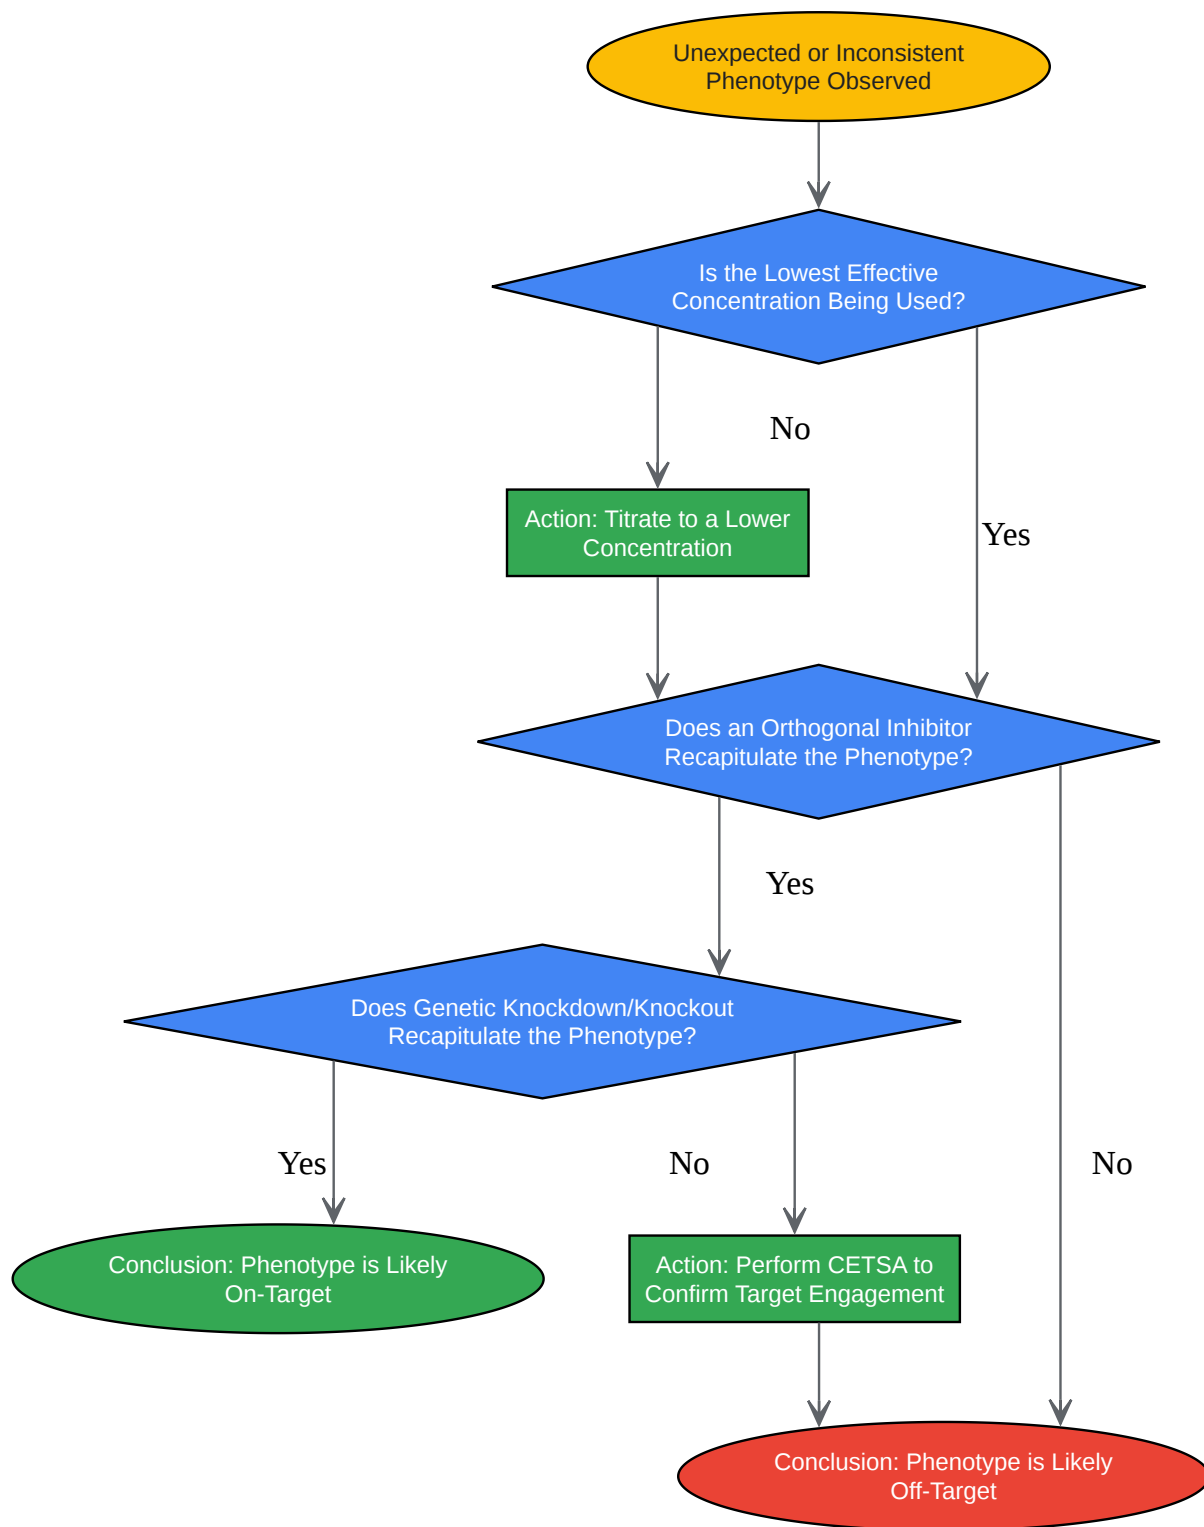 Unexpected or Inconsistent
Phenotype Observed
Is the Lowest Effective
Concentration Being Used?
No
Action: Titrate to a Lower
Concentration
Yes
Does an Orthogonal Inhibitor
Recapitulate the Phenotype?
Yes
Does Genetic Knockdown/Knockout
Recapitulate the Phenotype?
Yes
No
No
Conclusion: Phenotype is Likely
On-Target
Action: Perform CETSA to
Confirm Target Engagement
Conclusion: Phenotype is Likely
Off-Target